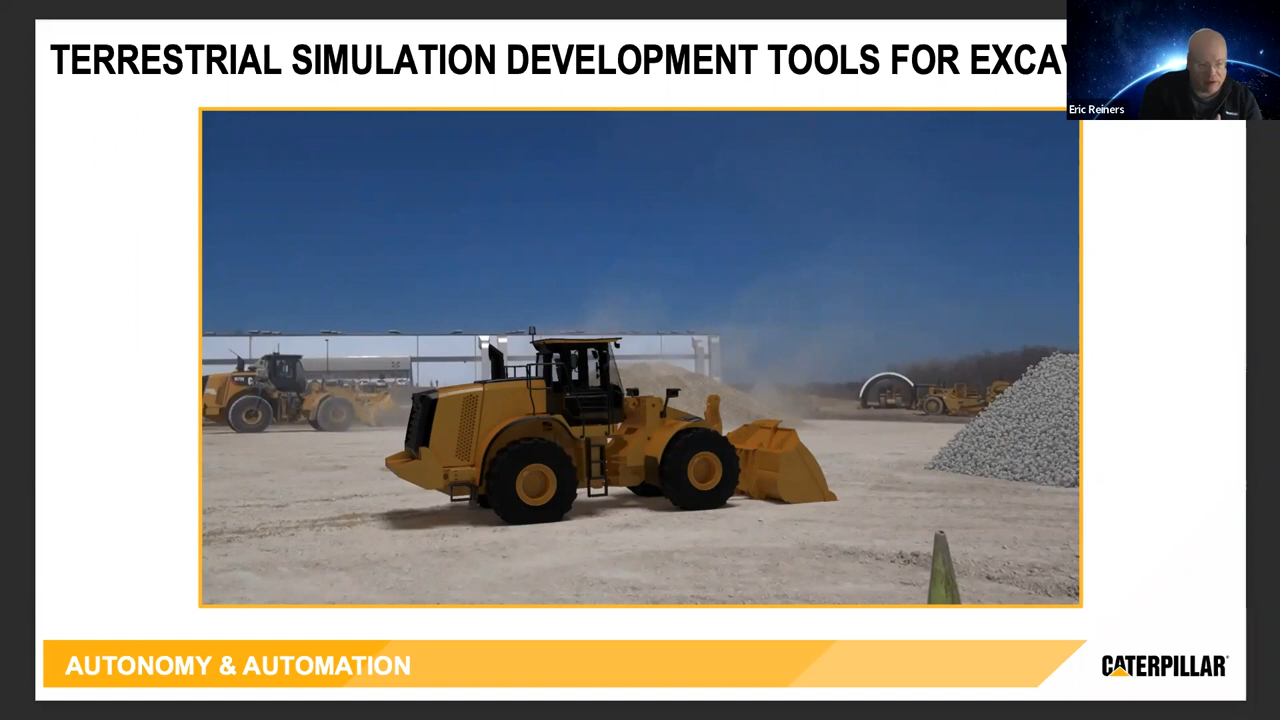 TERRESTRIAL SIMULATION DEVELOPMENT TOOLS FOR EXCAV
Eric Reiners
AUTONOMY & AUTOMATION
CATERPILLAR®